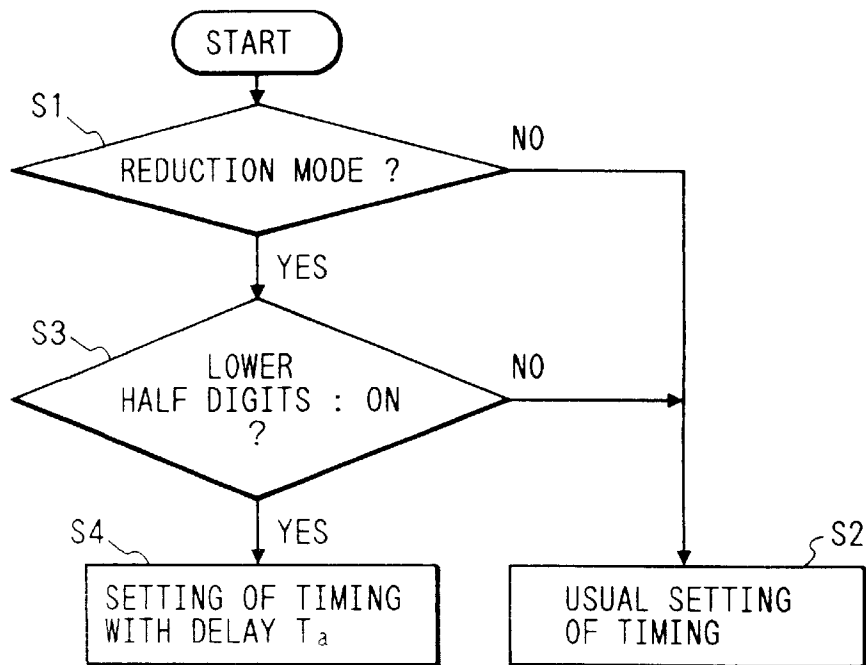 START
S1
REDUCTION MODE ?
NO
YES
S3
LOWER
HALF DIGITS : ON
?
NO
YES
S4
SETTING OF TIMING
WITH DELAY Ta
S2
USUAL SETTING
OF TIMING